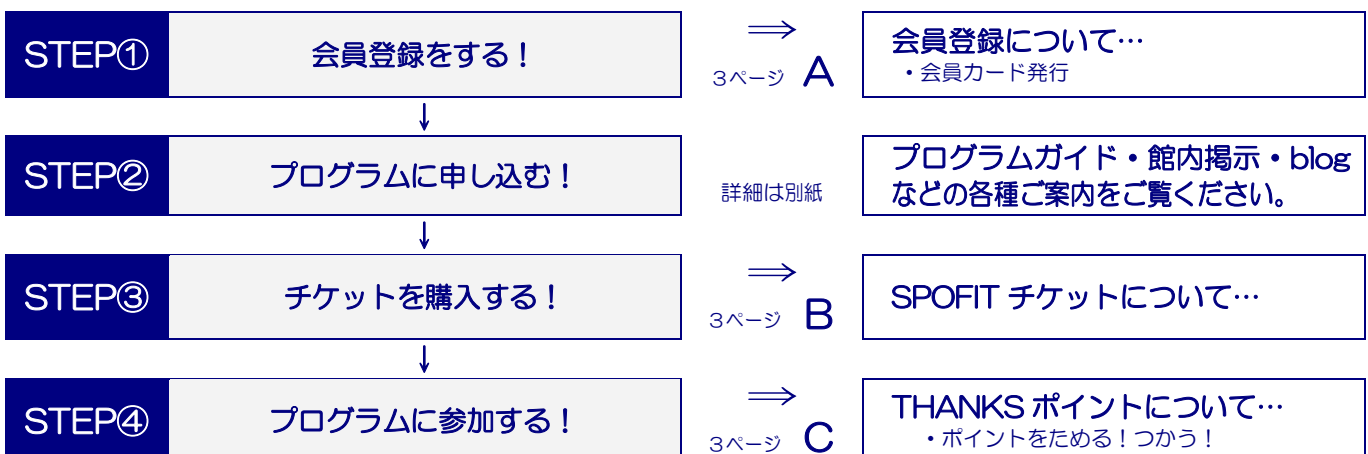 STEP① 会員登録をする！ ⇒ 会員登録について…
3ページ A ・会員カード発行
↓
STEP② プログラムに申し込む！ 詳細は別紙 プログラムガイド・館内掲示・blog
などの各種ご案内をご覧ください。
↓
STEP③ チケットを購入する！ ⇒ SPOFIT チケットについて…
3ページ B
↓
STEP④ プログラムに参加する！ ⇒ THANKS ポイントについて…
3ページ C ・ポイントをためる！つかう！